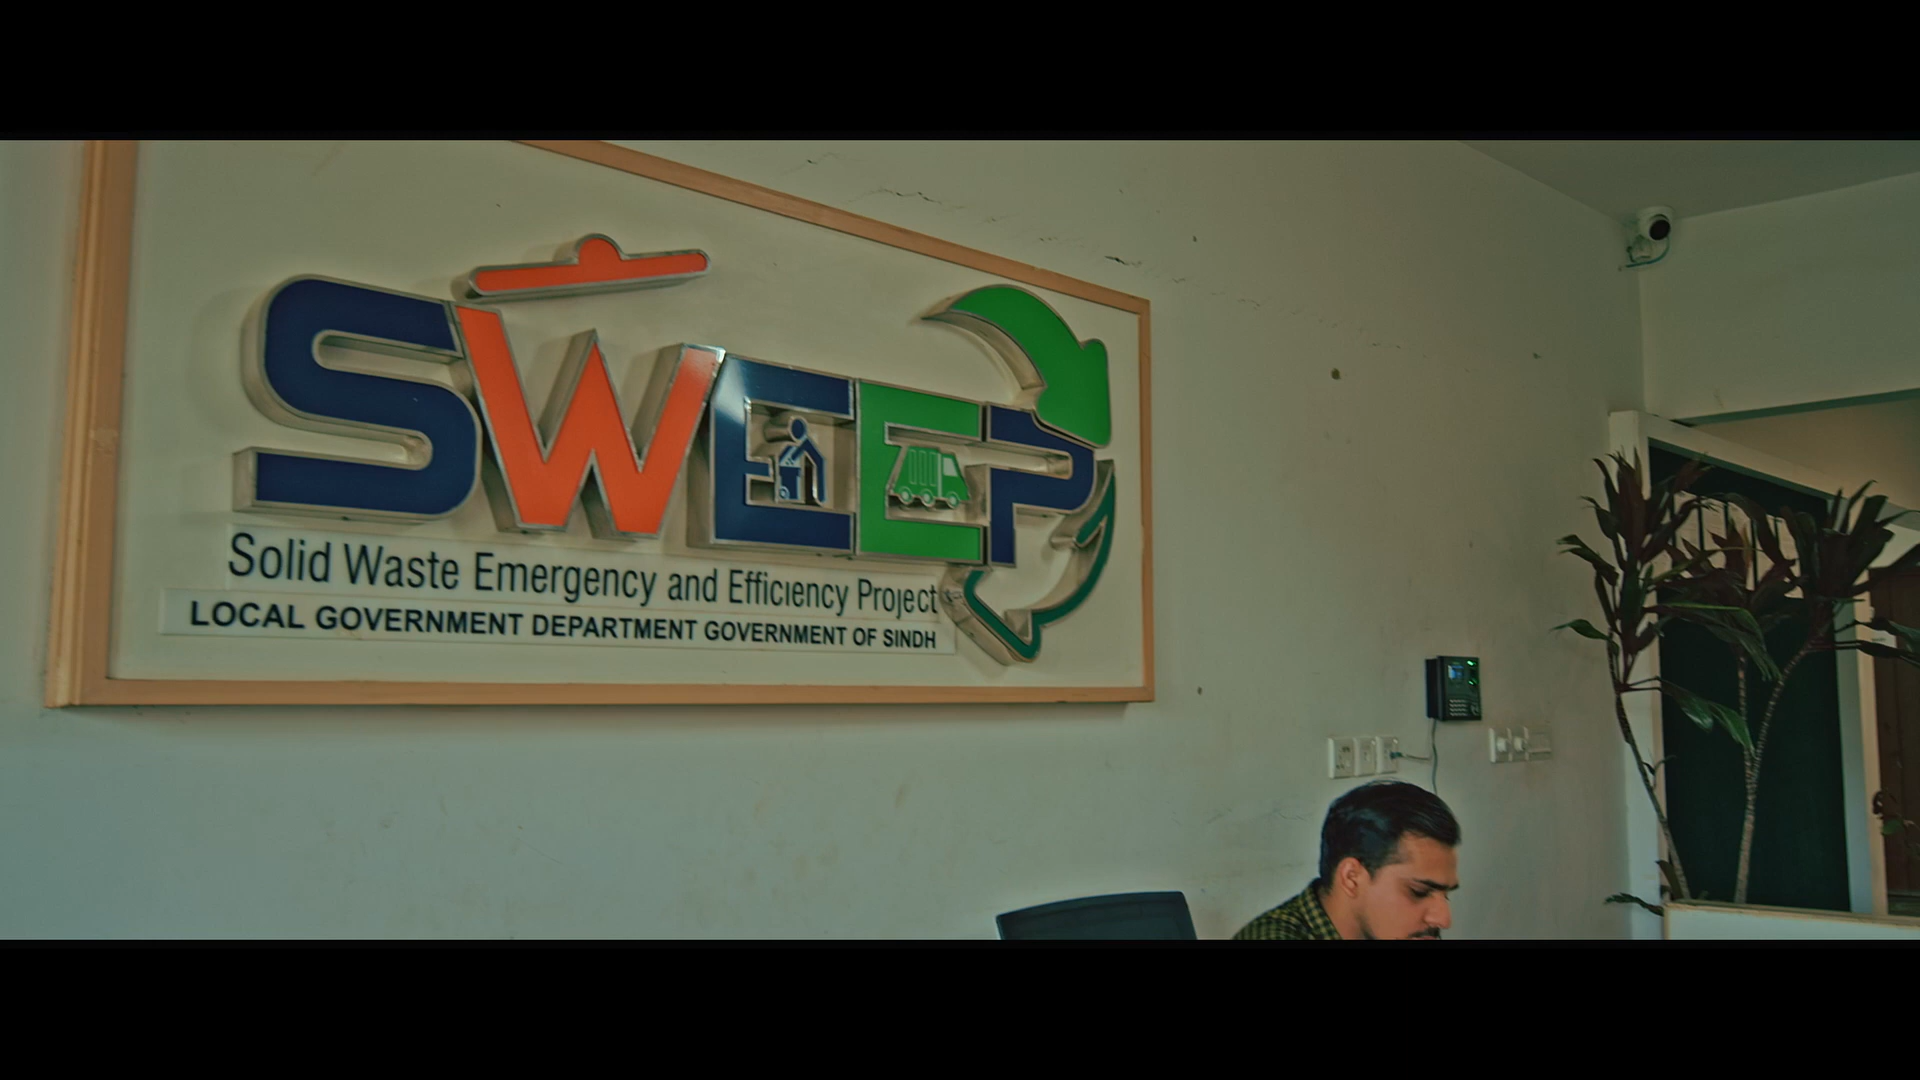 SWEEP
Solid Waste Emergency and Efficiency Project
LOCAL GOVERNMENT DEPARTMENT GOVERNMENT OF SINDH